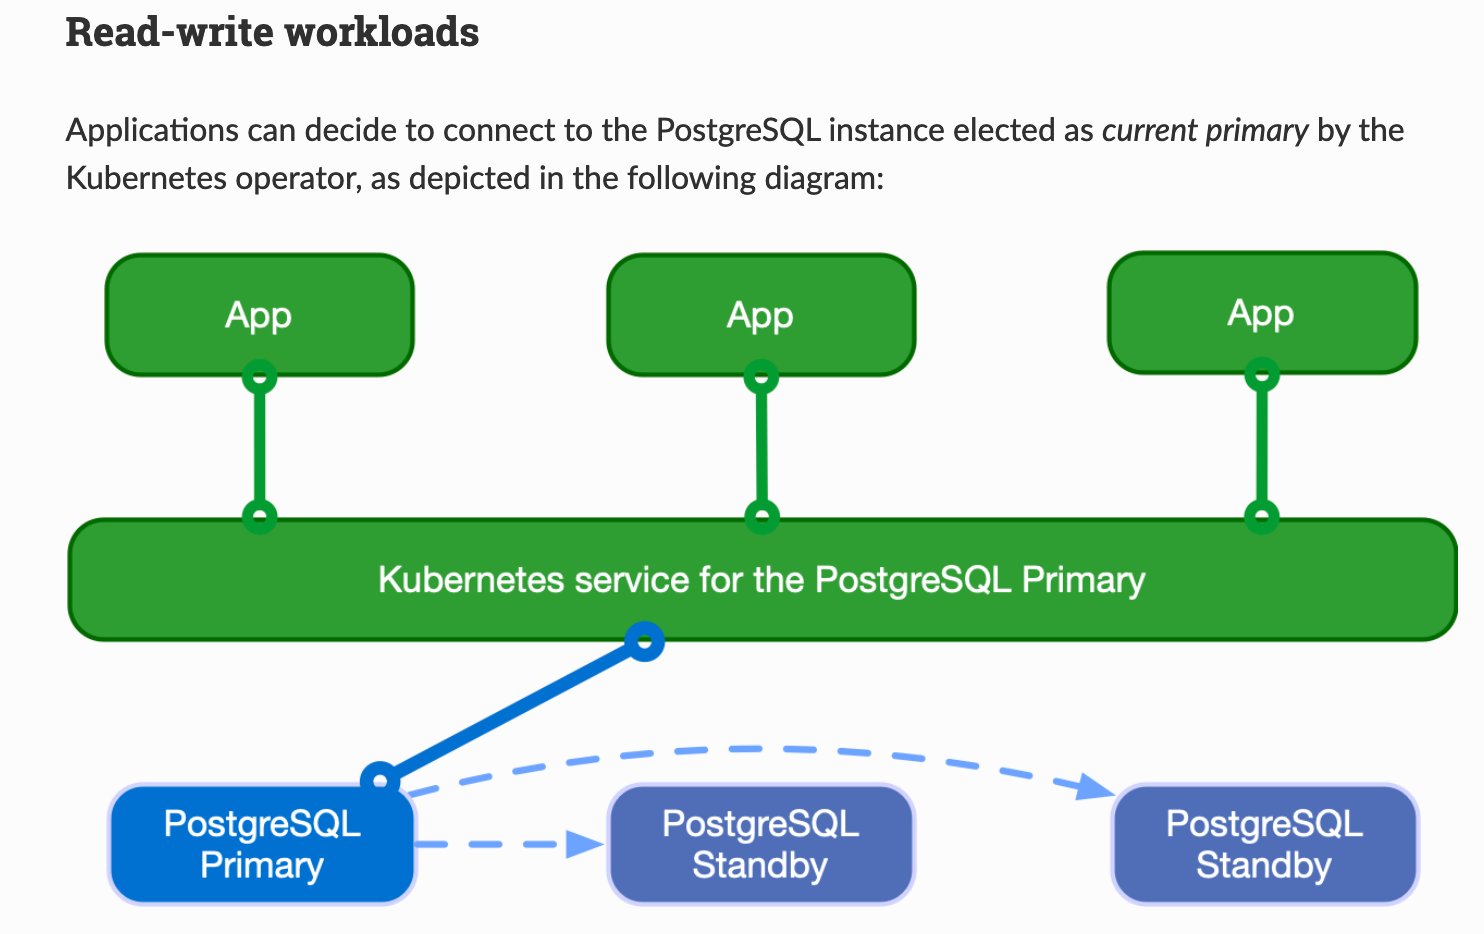 Read-write workloads
Applications can decide to connect to the PostgreSQL instance elected as current primary by the
Kubernetes operator, as depicted in the following diagram:
App
App
App
Kubernetes service for the PostgreSQL Primary
PostgreSQL
Primary
PostgreSQL
Standby
PostgreSQL
Standby